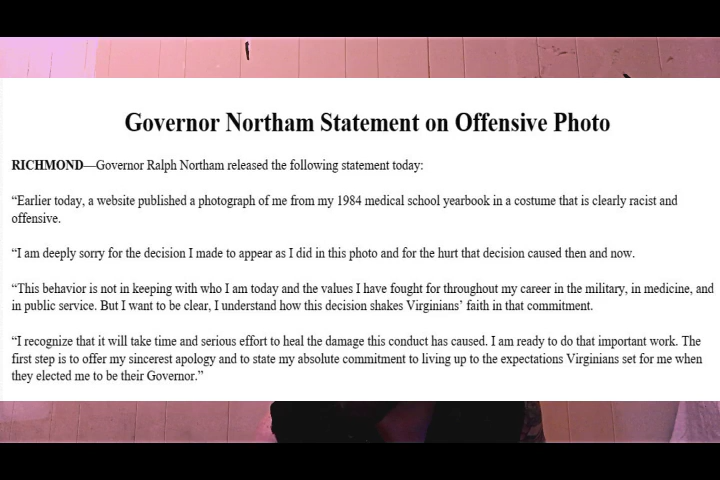 Governor Northam Statement on Offensive Photo
RICHMOND—Governor Ralph Northam released the following statement today:
“Earlier today, a website published a photograph of me from my 1984 medical school yearbook in a costume that is clearly racist and
offensive.
“I am deeply sorry for the decision I made to appear as I did in this photo and for the hurt that decision caused then and now.
“This behavior is not in keeping with who I am today and the values I have fought for throughout my career in the military, in medicine, and
in public service. But I want to be clear, I understand how this decision shakes Virginians’ faith in that commitment.
“I recognize that it will take time and serious effort to heal the damage this conduct has caused. I am ready to do that important work. The
first step is to offer my sincerest apology and to state my absolute commitment to living up to the expectations Virginians set for me when
they elected me to be their Governor.”